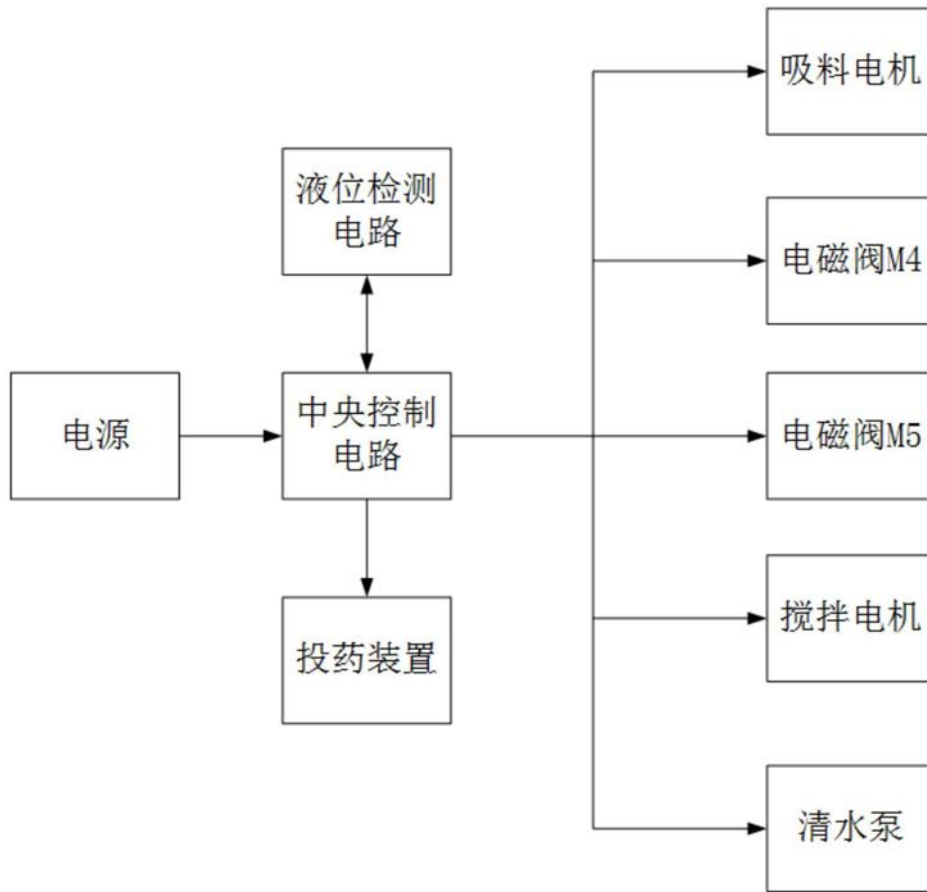 吸料电机
液位检测
电路
电磁阀M4
电源
中央控制
电路
电磁阀M5
投药装置
搅拌电机
清水泵